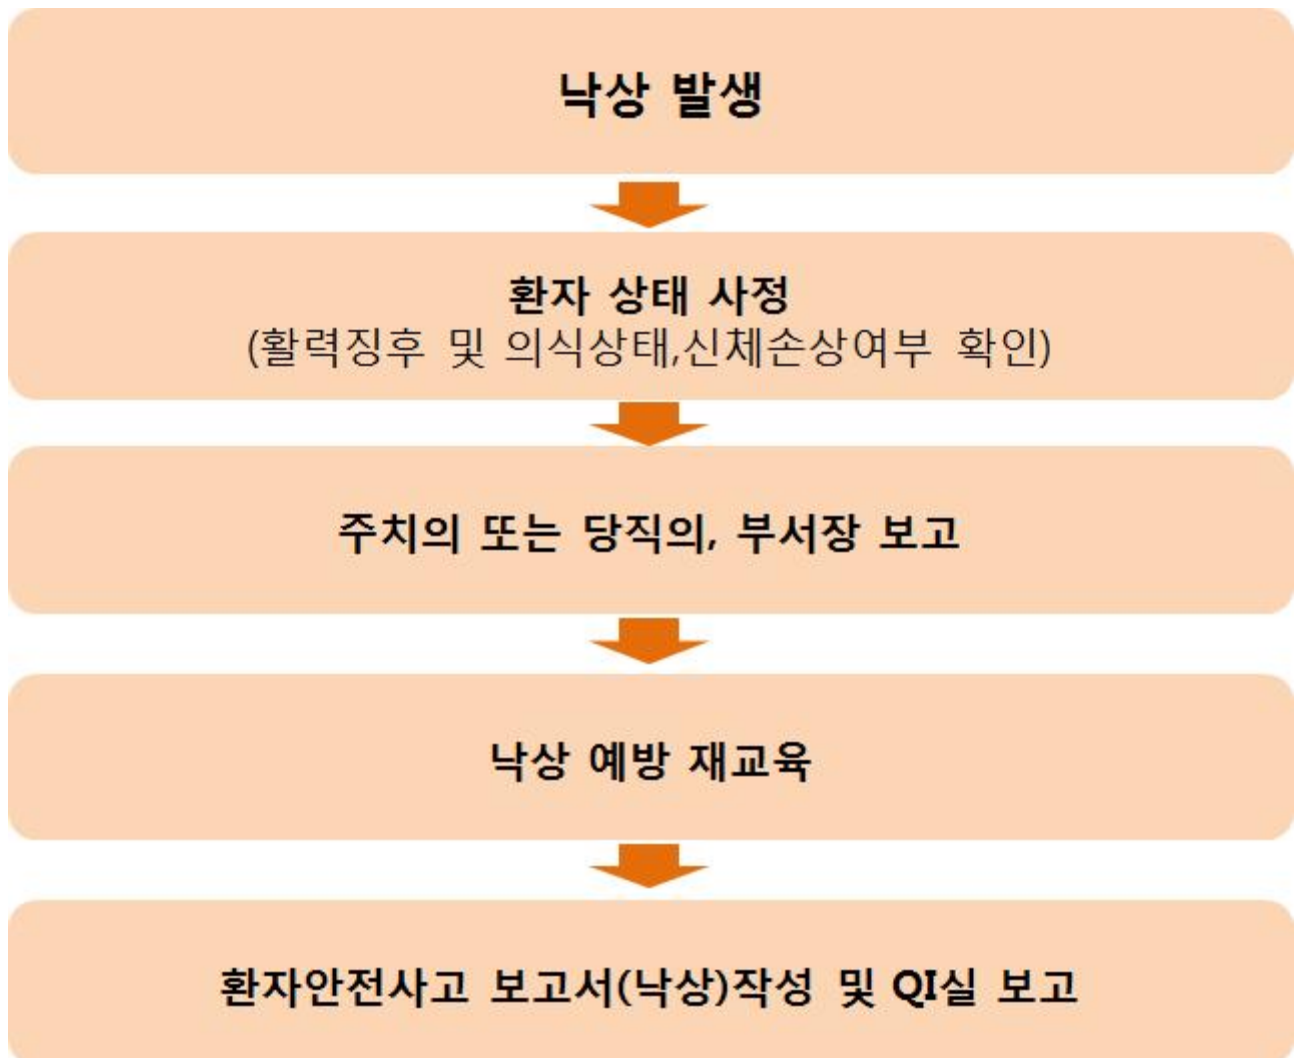 낙상 발생
환자 상태 사정
(활력징후 및 의식상태,신체손상여부 확인)
주치의 또는 당직의, 부서장 보고
낙상 예방 재교육
환자안전사고 보고서(낙상)작성 및 QI실 보고